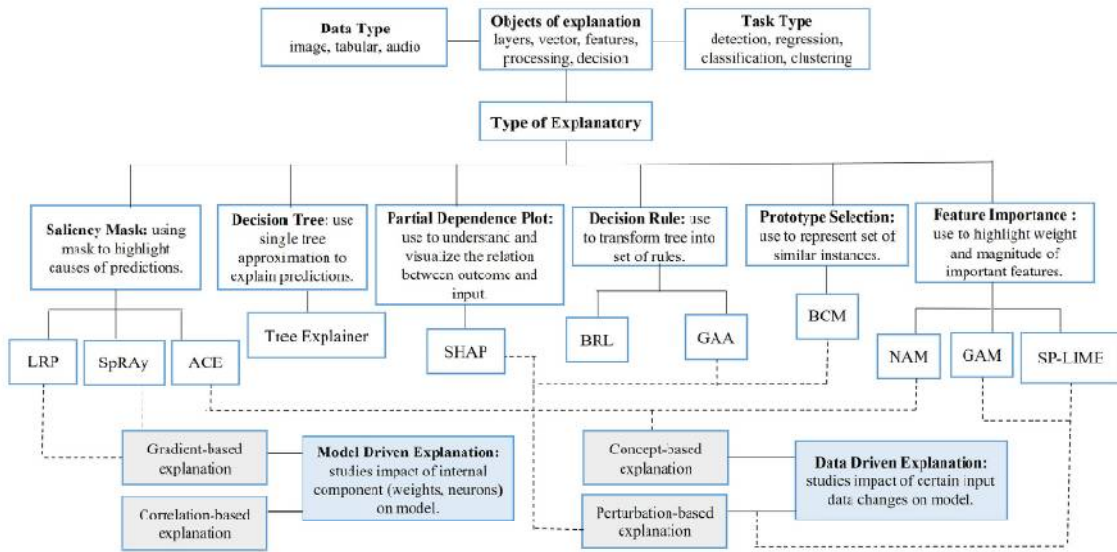 Data Type
image, tabular, audio
Objects of explanation
layers, vector, features,
processing, decision
Task Type
detection, regression,
classification, clustering
Type of Explanatory
Saliency Mask: using
mask to highlight
causes of predictions.
Decision Tree: use
single tree
approximation to
explain predictions.
Partial Dependence Plot:
use to understand and
visualize the relation
between outcome and
input.
Decision Rule: use
to transform tree into
set of rules.
Prototype Selection:
use to represent set of
similar instances.
Feature Importance :
use to highlight weight
and magnitude of
important features.
LRP
SpRAy
ACE
Tree Explainer
SHAP
BRL
GAA
BCM
NAM
GAM
SP-LIME
Gradient-based
explanation
Correlation-based
explanation
Model Driven Explanation:
studies impact of internal
component (weights, neurons)
on model.
Concept-based
explanation
Perturbation-based
explanation
Data Driven Explanation:
studies impact of certain input
data changes on model.